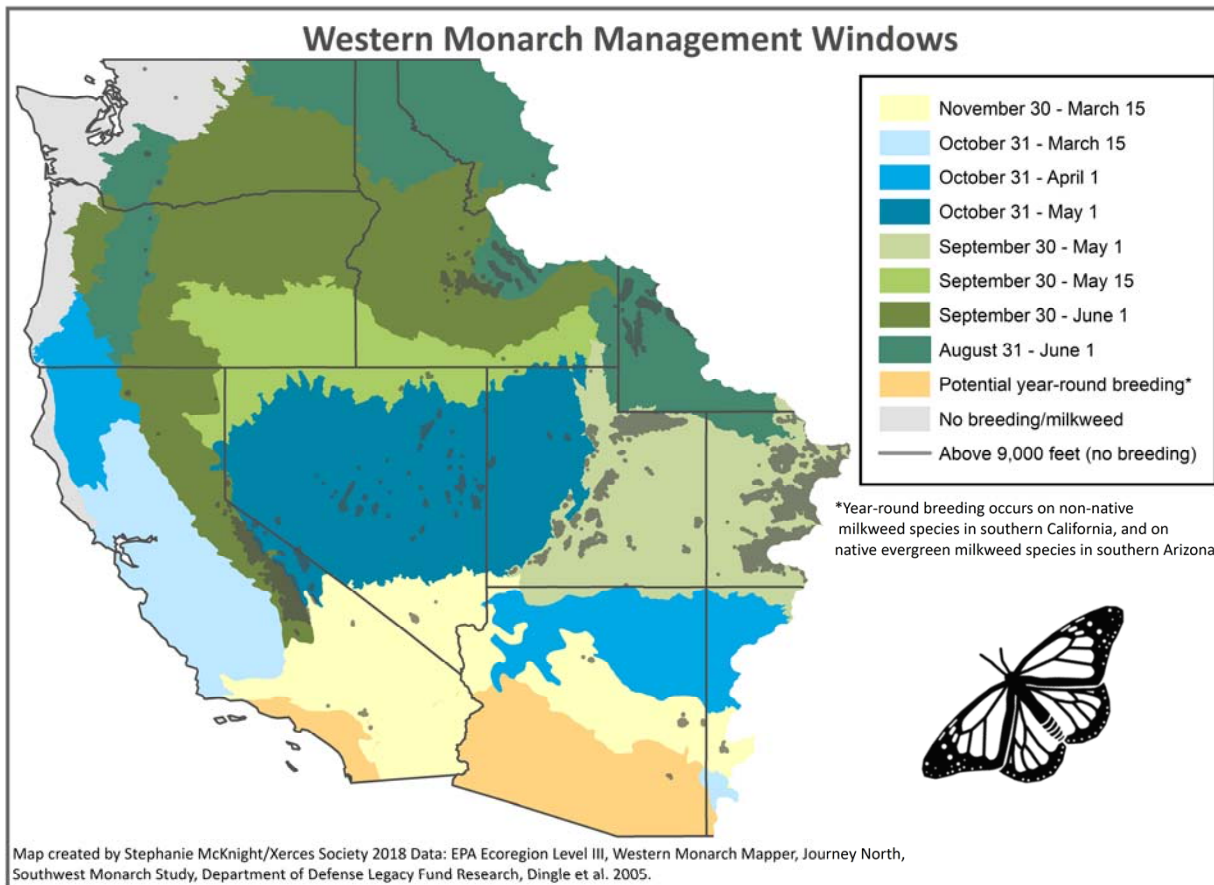 Western Monarch Management Windows
November 30 - March 15
October 31 - March 15
October 31 - April 1
October 31 - May 1
September 30 - May 1
September 30 - May 15
September 30 - June 1
August 31 - June 1
Potential year-round breeding*
No breeding/milkweed
Above 9,000 feet (no breeding)
*Year-round breeding occurs on non-native
milkweed species in southern California, and on
native evergreen milkweed species in southern Arizona
Map created by Stephanie McKnight/Xerces Society 2018 Data: EPA Ecoregion Level III, Western Monarch Mapper, Journey North,
Southwest Monarch Study, Department of Defense Legacy Fund Research, Dingle et al. 2005.